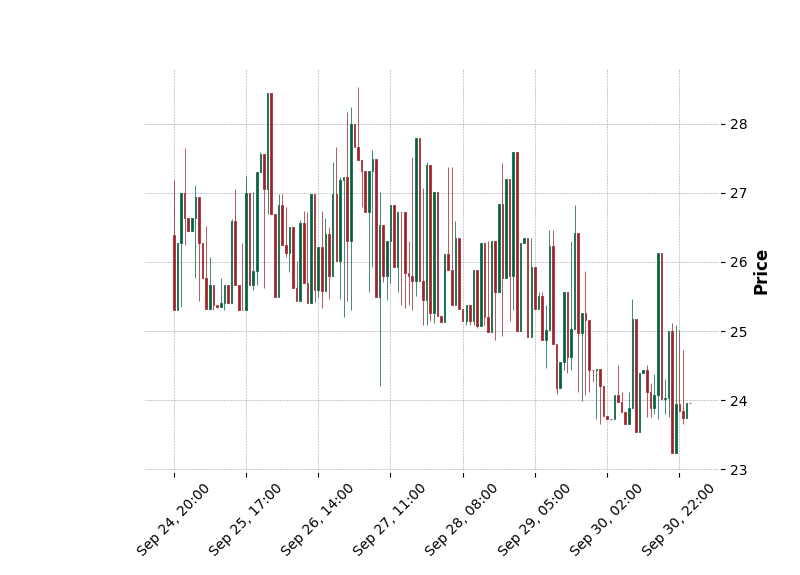 28
27
26
25
24
23
Price
Sep 24, 20:00
Sep 25, 17:00
Sep 26, 14:00
Sep 27, 11:00
Sep 28, 08:00
Sep 29, 05:00
Sep 30, 02:00
Sep 30, 22:00